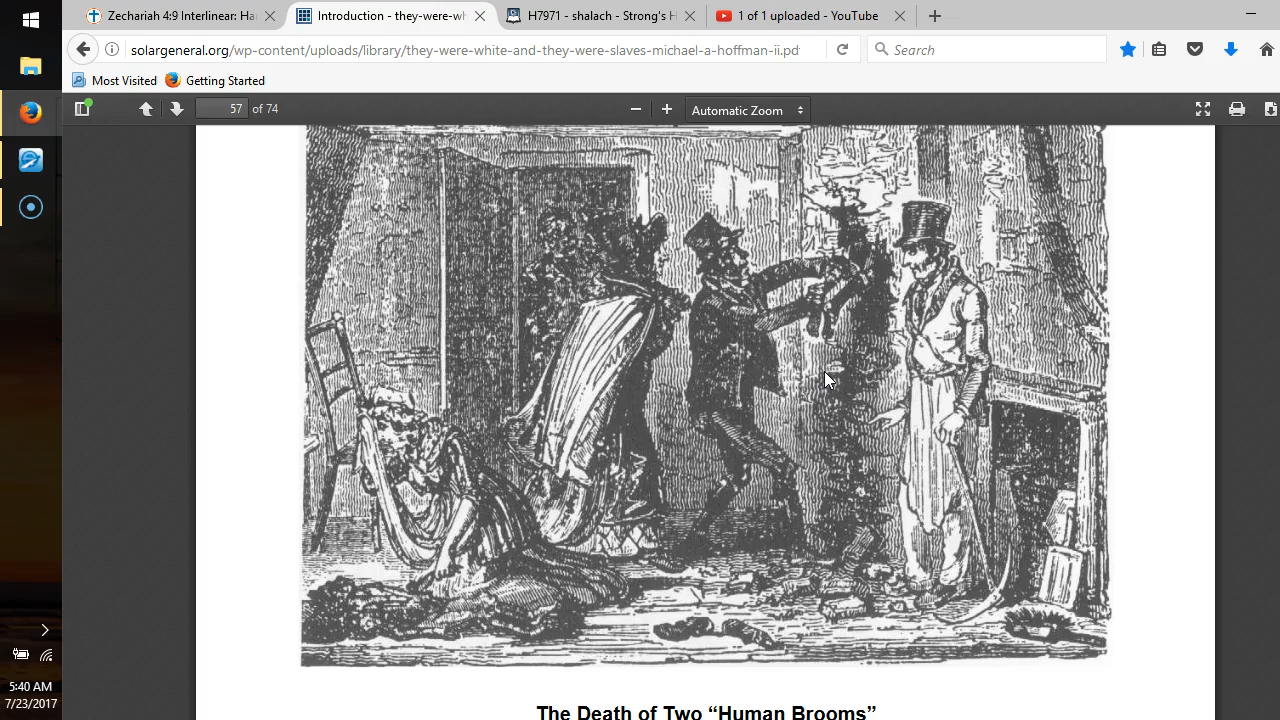 Zechariah 4:9 Interlinear: Ha
Introduction - they-were-wh
H7971 - shalach - Strong's H
1 of 1 uploaded - YouTube
solargeneral.org/wp-content/uploads/library/they-were-white-and-they-were-slaves-michael-a-hoffman-ii.pd
Search
Most Visited
Getting Started
57 of 74
Automatic Zoom
The Death of Two “Human Brooms”
5:40 AM
7/23/2017